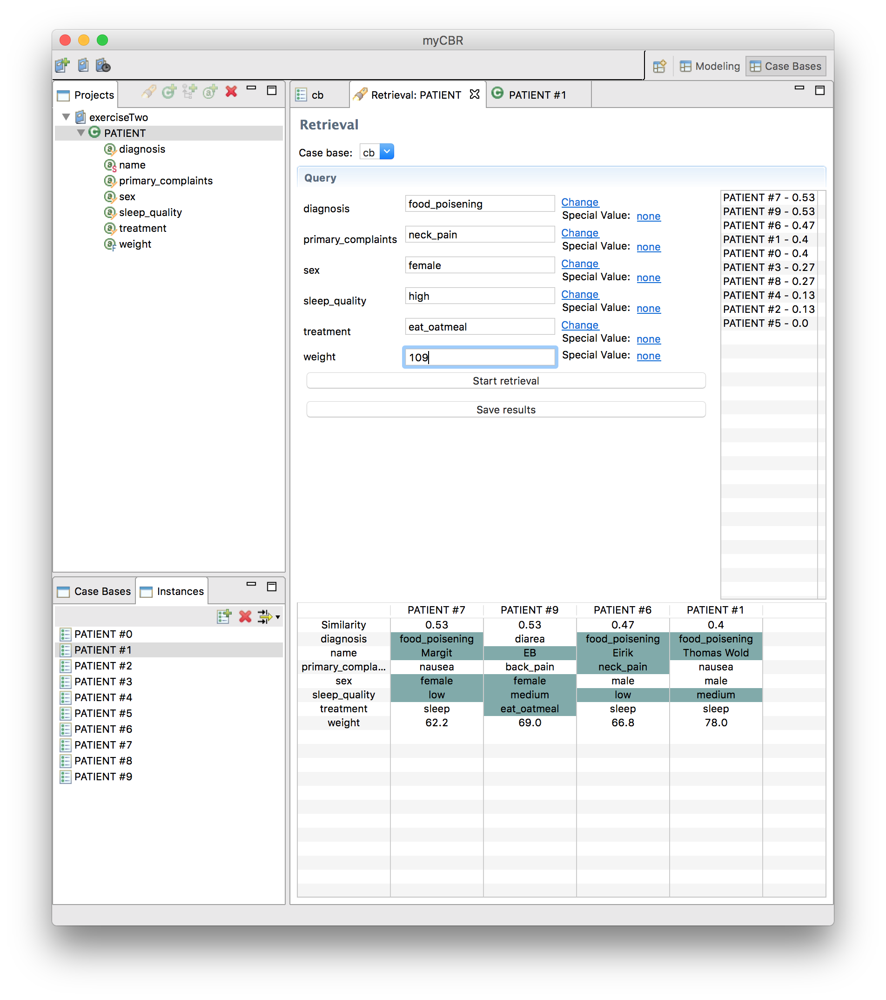 myCBR
Modeling
Case Bases
Projects
exerciseTwo
PATIENT
diagnosis
name
primary_complaints
sex
sleep_quality
treatment
weight
cb
Retrieval: PATIENT
PATIENT #1
Retrieval
Case base: cb
Query
diagnosis food_poisening Change
Special Value: none
primary_complaints neck_pain Change
Special Value: none
sex female Change
Special Value: none
sleep_quality high Change
Special Value: none
treatment eat_oatmeal Change
Special Value: none
weight 109 Special Value: none
Start retrieval
Save results
PATIENT #7 - 0.53
PATIENT #9 - 0.53
PATIENT #6 - 0.47
PATIENT #1 - 0.4
PATIENT #0 - 0.4
PATIENT #3 - 0.27
PATIENT #8 - 0.27
PATIENT #4 - 0.13
PATIENT #2 - 0.13
PATIENT #5 - 0.0
Case Bases
Instances
PATIENT #0
PATIENT #1
PATIENT #2
PATIENT #3
PATIENT #4
PATIENT #5
PATIENT #6
PATIENT #7
PATIENT #8
PATIENT #9
PATIENT #7 PATIENT #9 PATIENT #6 PATIENT #1
Similarity 0.53 0.53 0.47 0.4
diagnosis food_poisening diarea food_poisening food_poisening
name Margit EB Eirik Thomas Wold
primary_compla... nausea back_pain neck_pain nausea
sex female female male male
sleep_quality low medium low medium
treatment sleep eat_oatmeal sleep sleep
weight 62.2 69.0 66.8 78.0